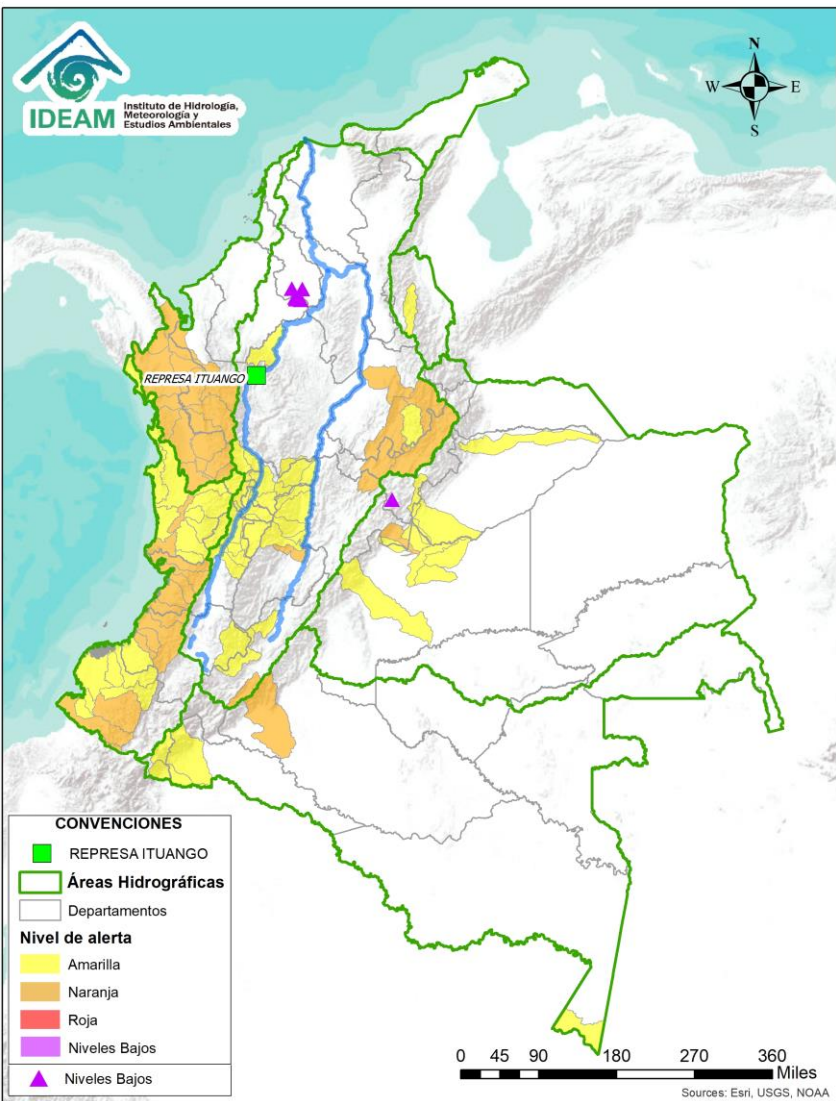 IDEAM
Instituto de Hidrología,
Meteorología y
Estudios Ambientales
N
W
E
S
REPRESA ITUANGO
CONVENCIONES
REPRESA ITUANGO
Áreas Hidrográficas
Departamentos
Nivel de alerta
Amarilla
Naranja
Roja
Niveles Bajos
Niveles Bajos
0 45 90 180 270 360
Miles
Sources: Esri, USGS, NOAA